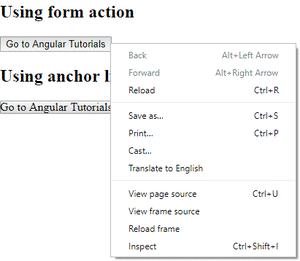 Using form action
Go to Angular Tutorials
Back Alt+Left Arrow
Forward Alt+Right Arrow
Reload Ctrl+R
Using anchor li
Go to Angular Tutorials
Save as... Ctrl+S
Print... Ctrl+P
Cast...
Translate to English
View page source Ctrl+U
View frame source
Reload frame
Inspect Ctrl+Shift+I